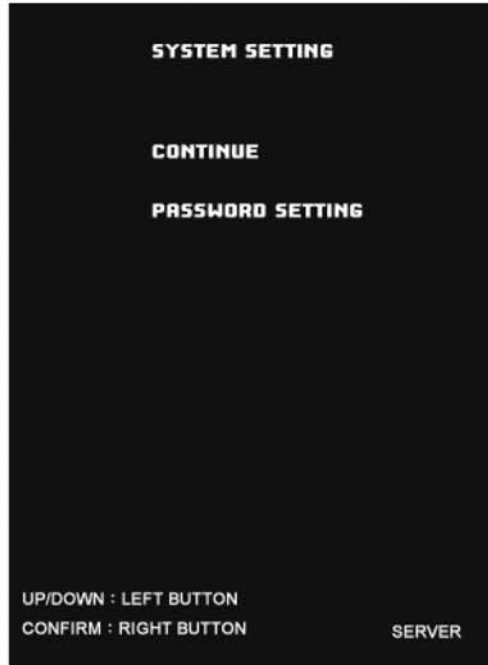 SYSTEM SETTING
CONTINUE
PASSWORD SETTING
UP/DOWN : LEFT BUTTON
CONFIRM : RIGHT BUTTON
SERVER